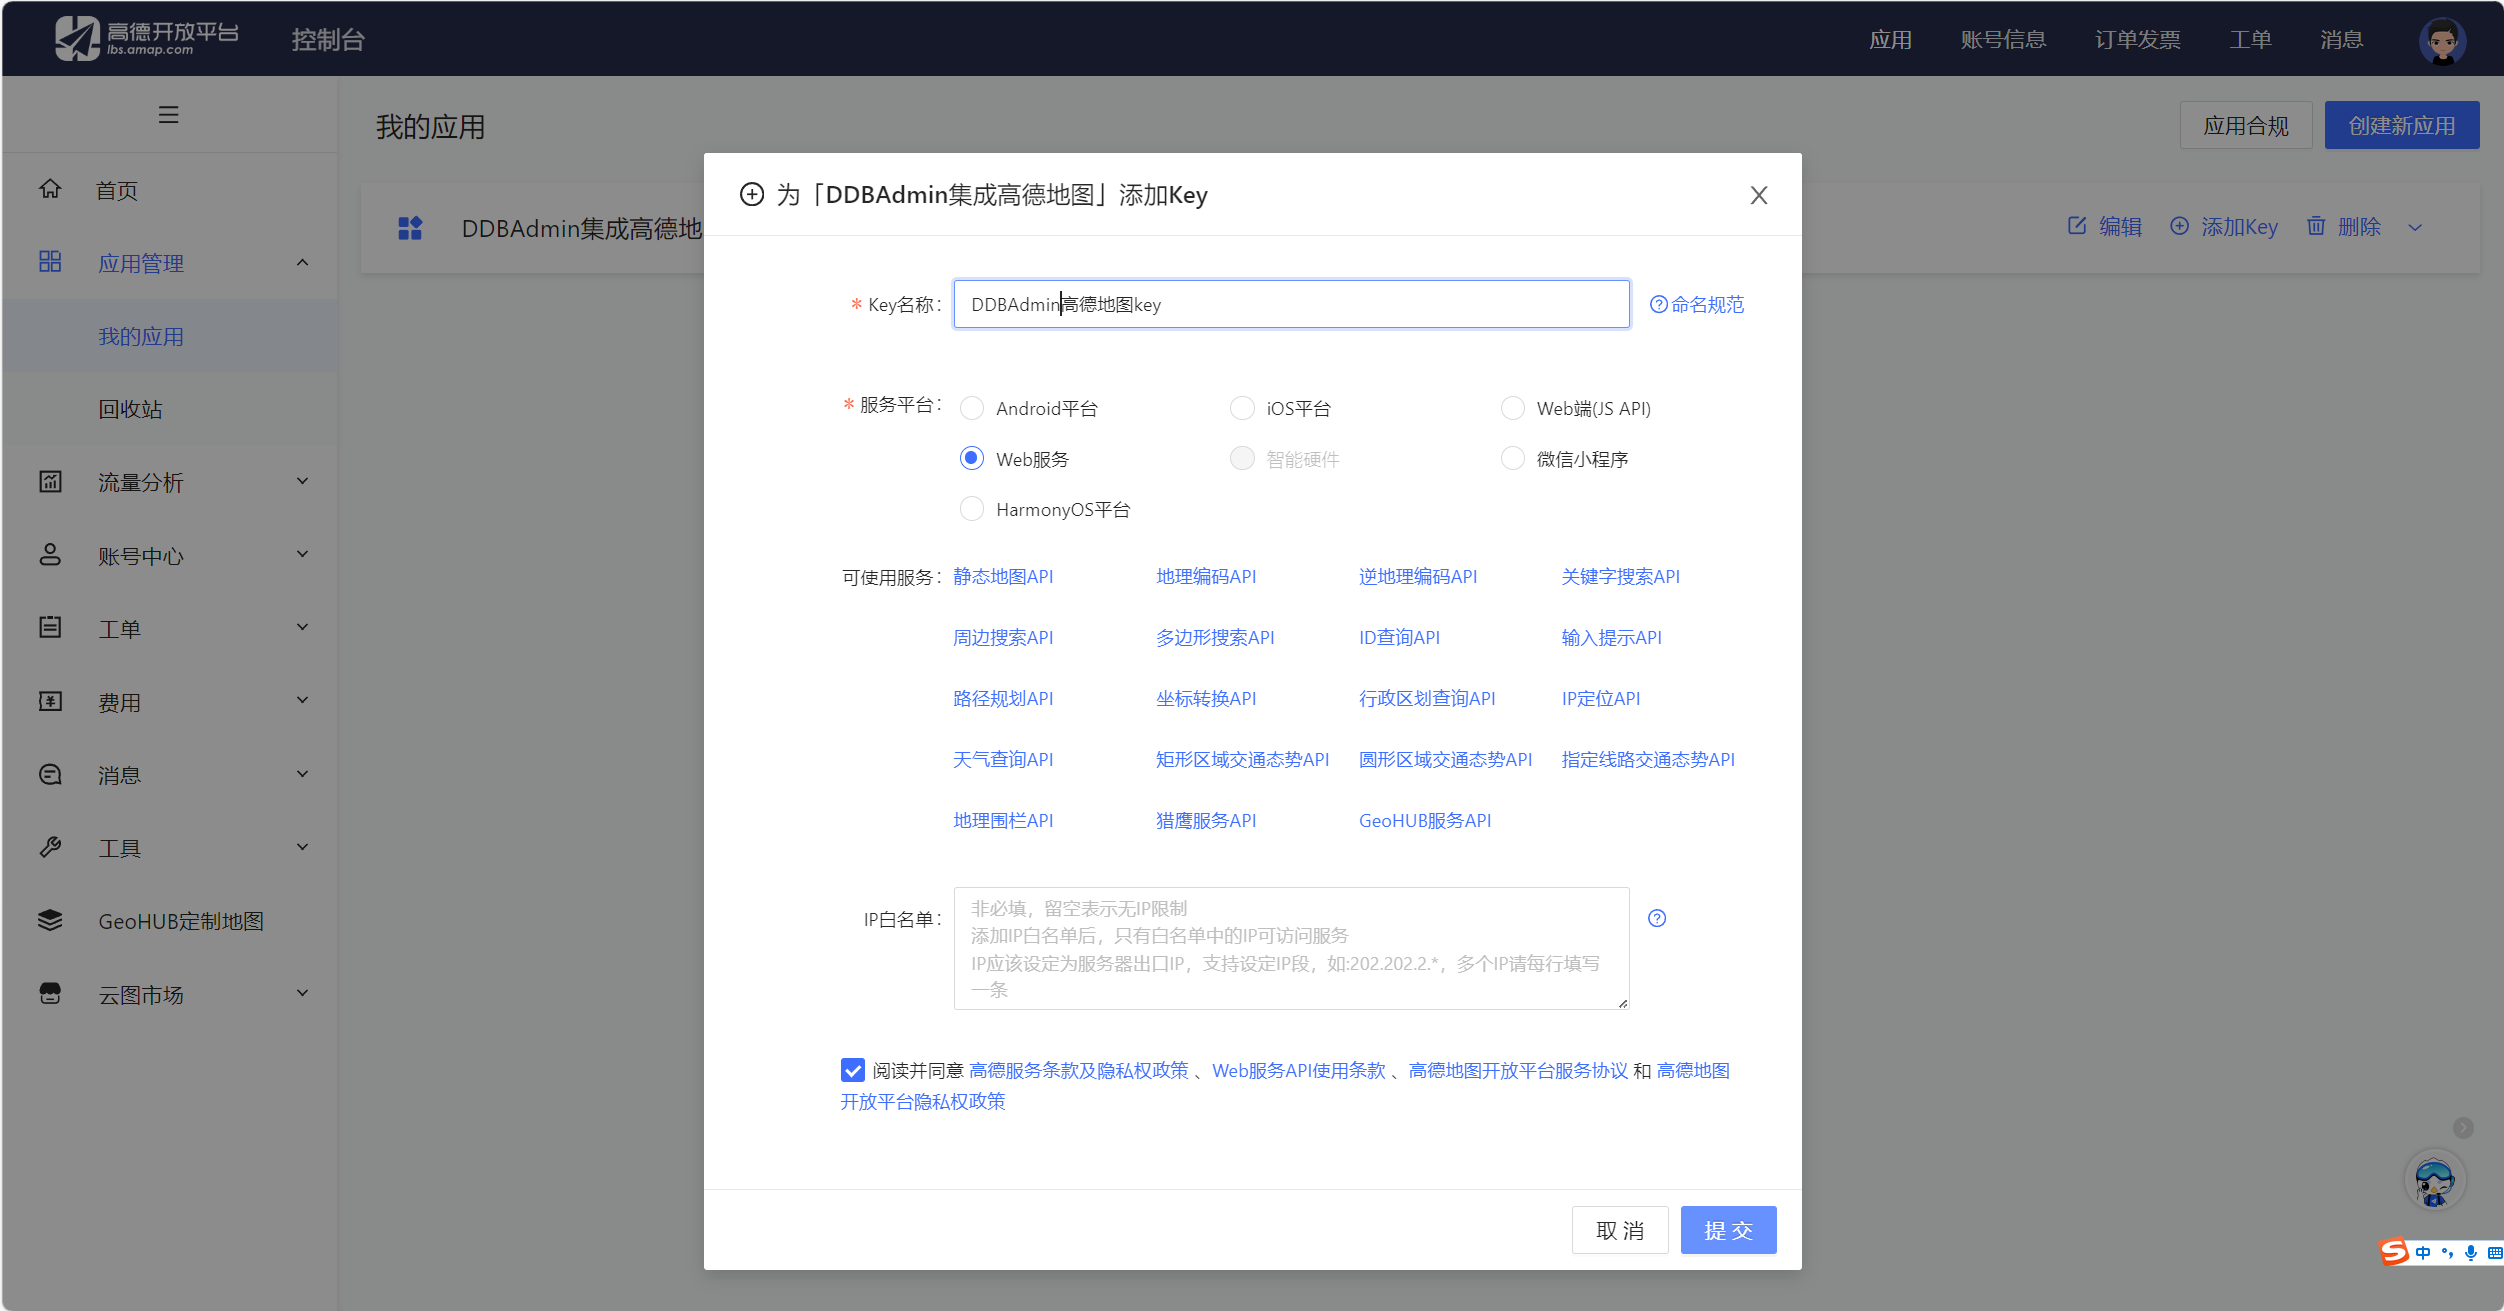 高德开放平台
lbs.amap.com
控制台
应用
账号信息
订单发票
工单
消息
我的应用
应用合规
创建新应用
首页
应用管理
我的应用
回收站
流量分析
账号中心
工单
费用
消息
工具
GeoHUB定制地图
云图市场
DDBAdmin集成高德地
编辑
添加Key
删除
为「DDBAdmin集成高德地图」添加Key
* Key名称：
DDBAdmin高德地图key
命名规范
* 服务平台：
Android平台
iOS平台
Web端(JS API)
Web服务
智能硬件
微信小程序
HarmonyOS平台
可使用服务：
静态地图API
地理编码API
逆地理编码API
关键字搜索API
周边搜索API
多边形搜索API
ID查询API
输入提示API
路径规划API
坐标转换API
行政区划查询API
IP定位API
天气查询API
矩形区域交通态势API
圆形区域交通态势API
指定线路交通态势API
地理围栏API
猎鹰服务API
GeoHUB服务API
IP白名单：
非必填，留空表示无IP限制
添加IP白名单后，只有白名单中的IP可访问服务
IP应该设定为服务器出口IP，支持设定IP段，如:202.202.2.*，多个IP请每行填写
一条
阅读并同意 高德服务条款及隐私权政策 、Web服务API使用条款 、高德地图开放平台服务协议 和 高德地图
开放平台隐私权政策
取 消
提 交
中